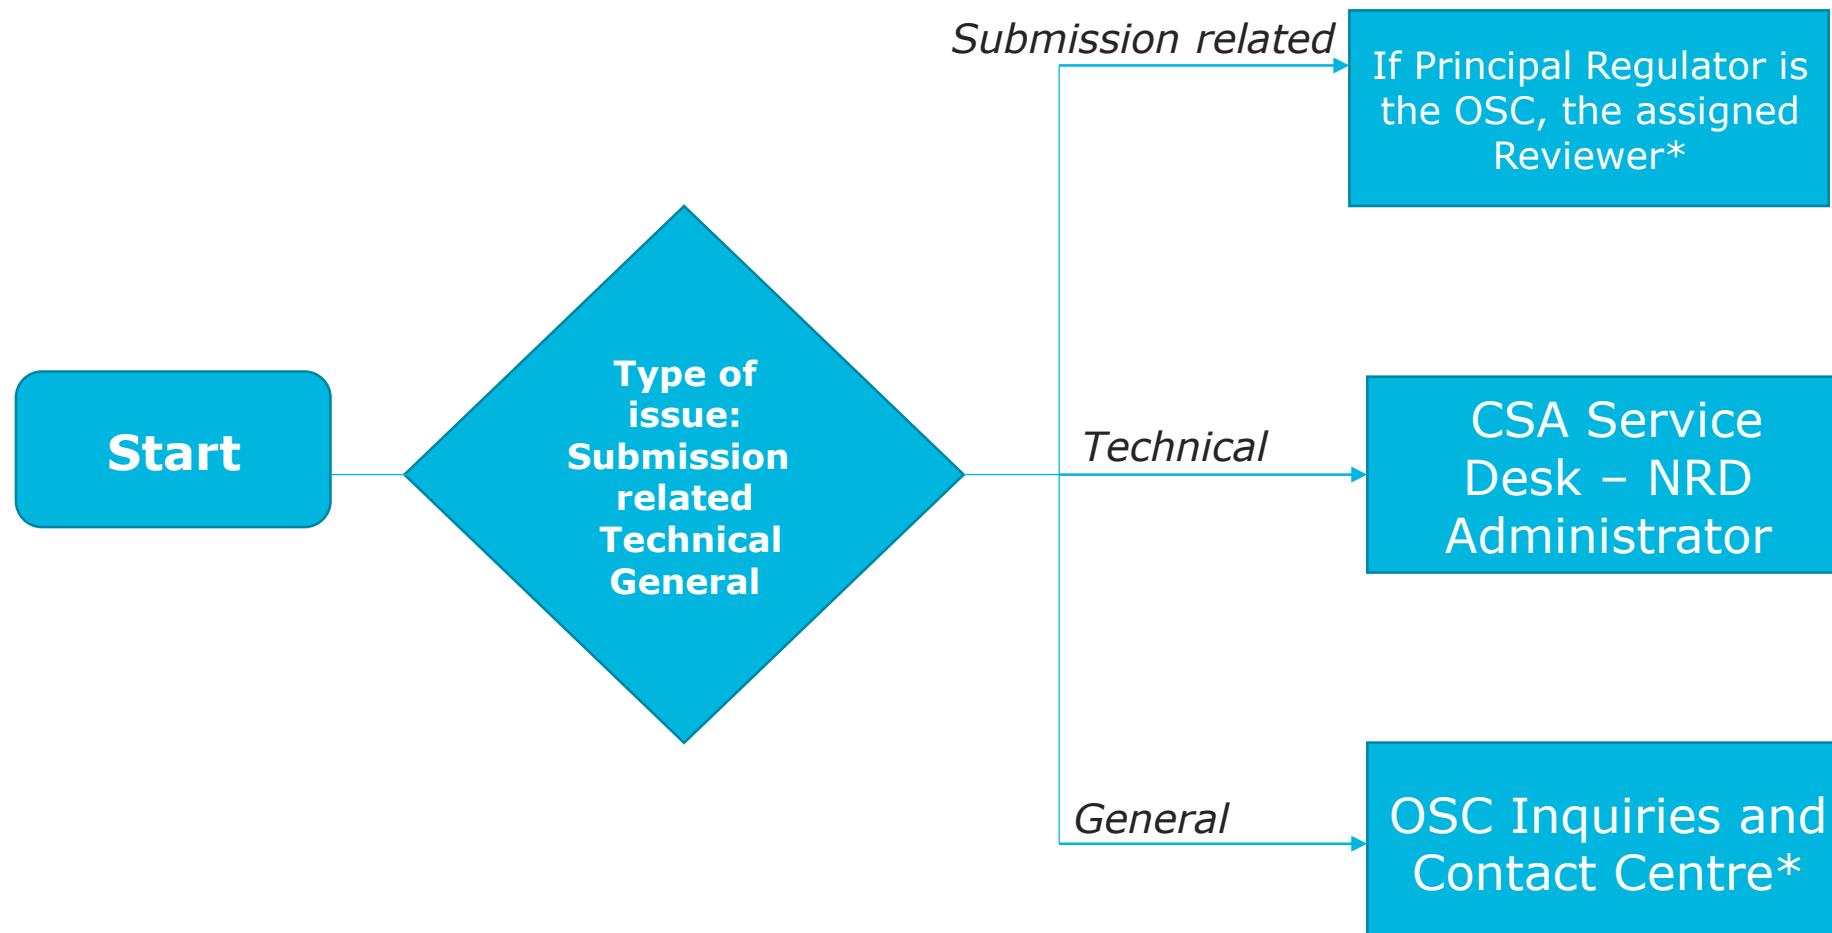 Start
Type of
issue:
Submission
related
Technical
General
Submission related
If Principal Regulator is
the OSC, the assigned
Reviewer*
Technical
CSA Service
Desk – NRD
Administrator
General
OSC Inquiries and
Contact Centre*